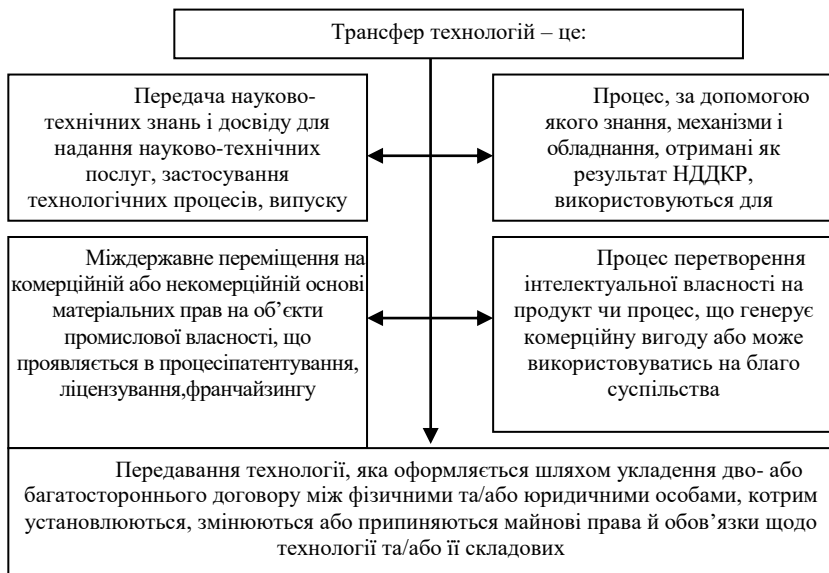 Трансфер технологій – це:
Передача науково-
технічних знань і досвіду для
надання науково-технічних
послуг, застосування
технологічних процесів, випуску
Процес, за допомогою
якого знання, механізми і
обладнання, отримані як
результат НДДКР,
використовуються для
Міждержавне переміщення на
комерційній або некомерційній основі
матеріальних прав на об’єкти
промислової власності, що
проявляється в процесіпатентування,
ліцензування,франчайзингу
Процес перетворення
інтелектуальної власності на
продукт чи процес, що генерує
комерційну вигоду або може
використовуватись на благо
суспільства
Передавання технології, яка оформляється шляхом укладення дво- або
багатостороннього договору між фізичними та/або юридичними особами, котрим
установлюються, змінюються або припиняються майнові права й обов’язки щодо
технології та/або її складових